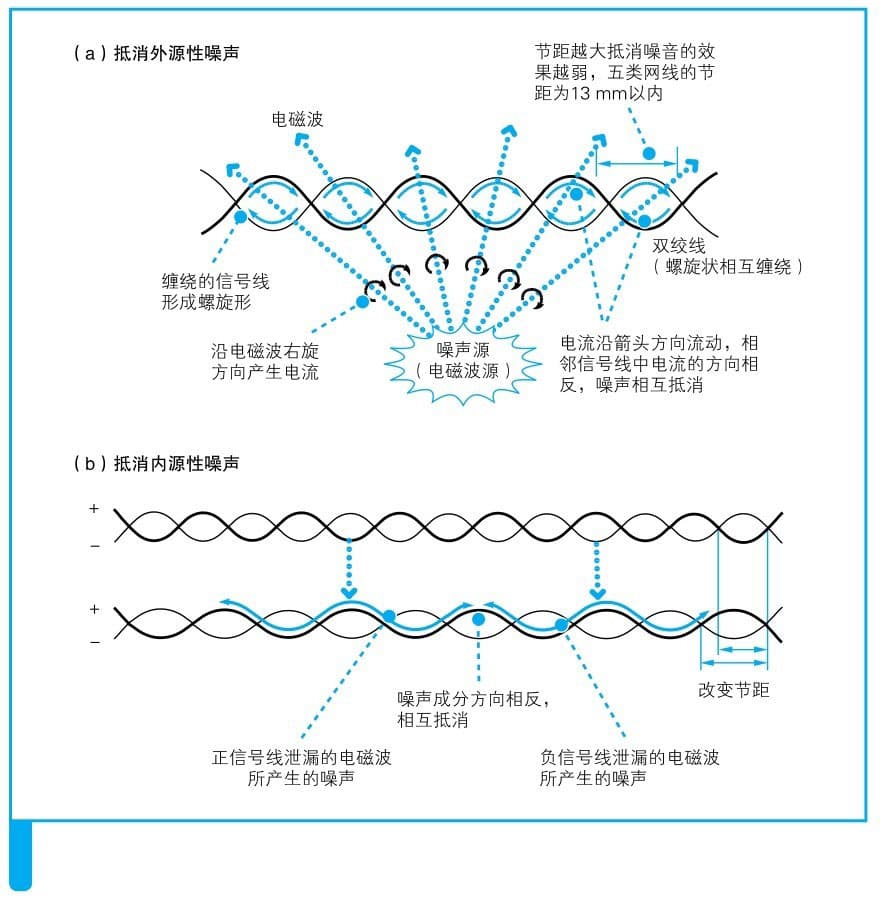 （a）抵消外源性噪声
节距越大抵消噪音的效
果越弱，五类网线的节
距为13 mm以内
电磁波
双绞线
（螺旋状相互缠绕）
缠绕的信号线
形成螺旋形
沿电磁波右旋
方向产生电流
噪声源
（电磁波源）
电流沿箭头方向流动，相
邻信号线中电流的方向相
反，噪声相互抵消
（b）抵消内源性噪声
+
−
+
−
改变节距
噪声成分方向相反，
相互抵消
正信号线泄漏的电磁波
所产生的噪声
负信号线泄漏的电磁波
所产生的噪声